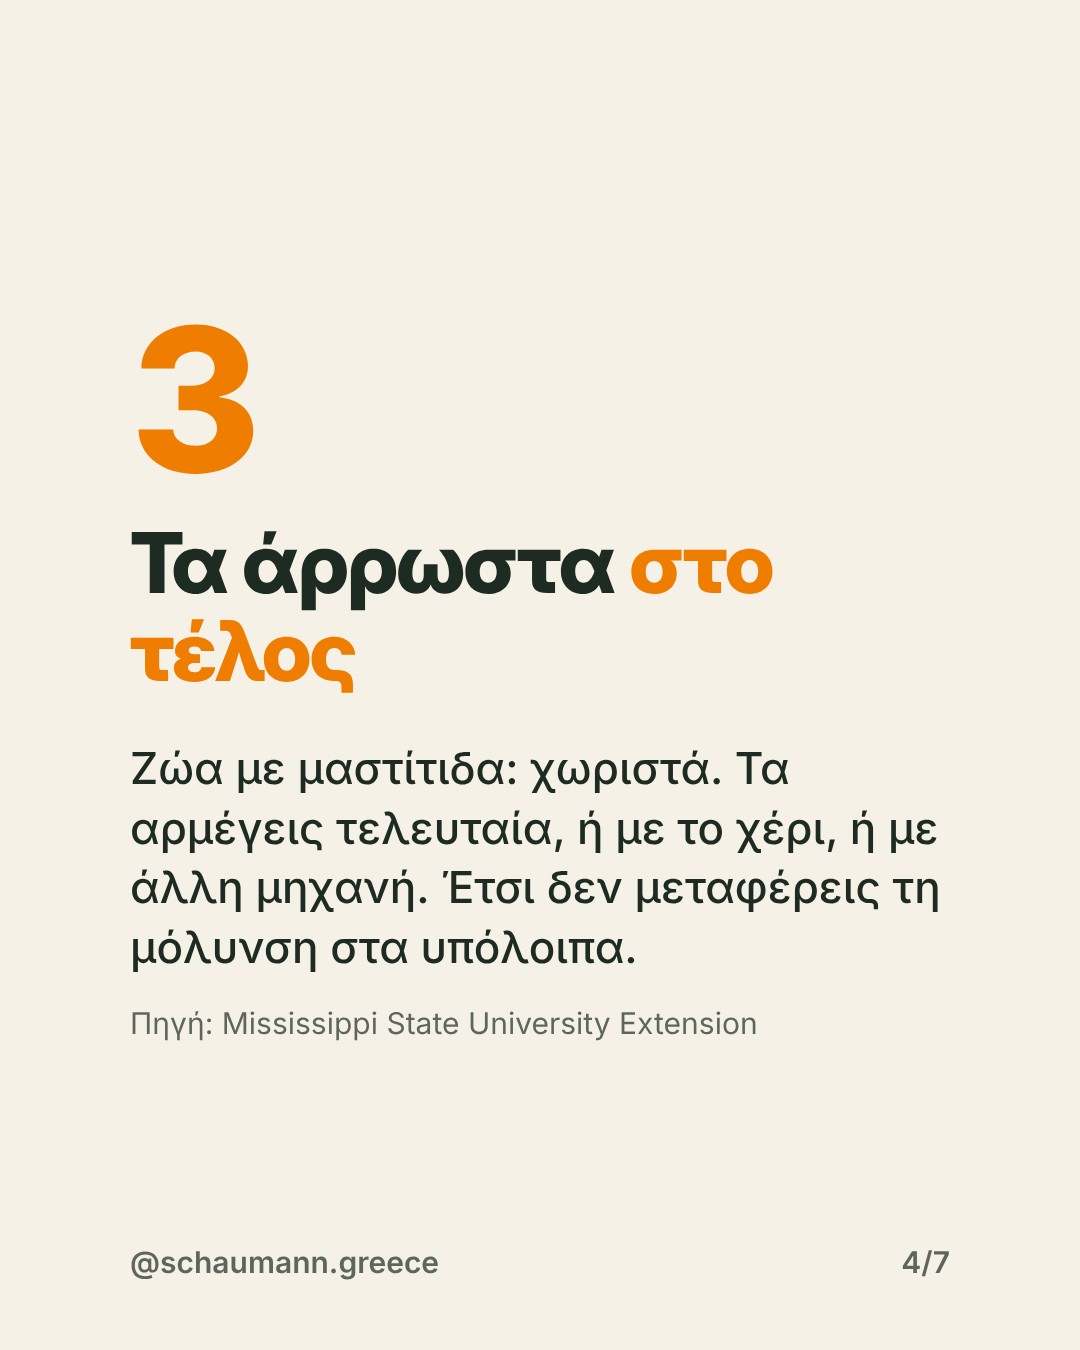 3
Τα άρρωστα στο
τέλος
Ζώα με μαστίτιδα: χωριστά. Τα
αρμέγεις τελευταία, ή με το χέρι, ή με
άλλη μηχανή. Έτσι δεν μεταφέρεις τη
μόλυνση στα υπόλοιπα.
Πηγή: Mississippi State University Extension
@schaumann.greece
4/7